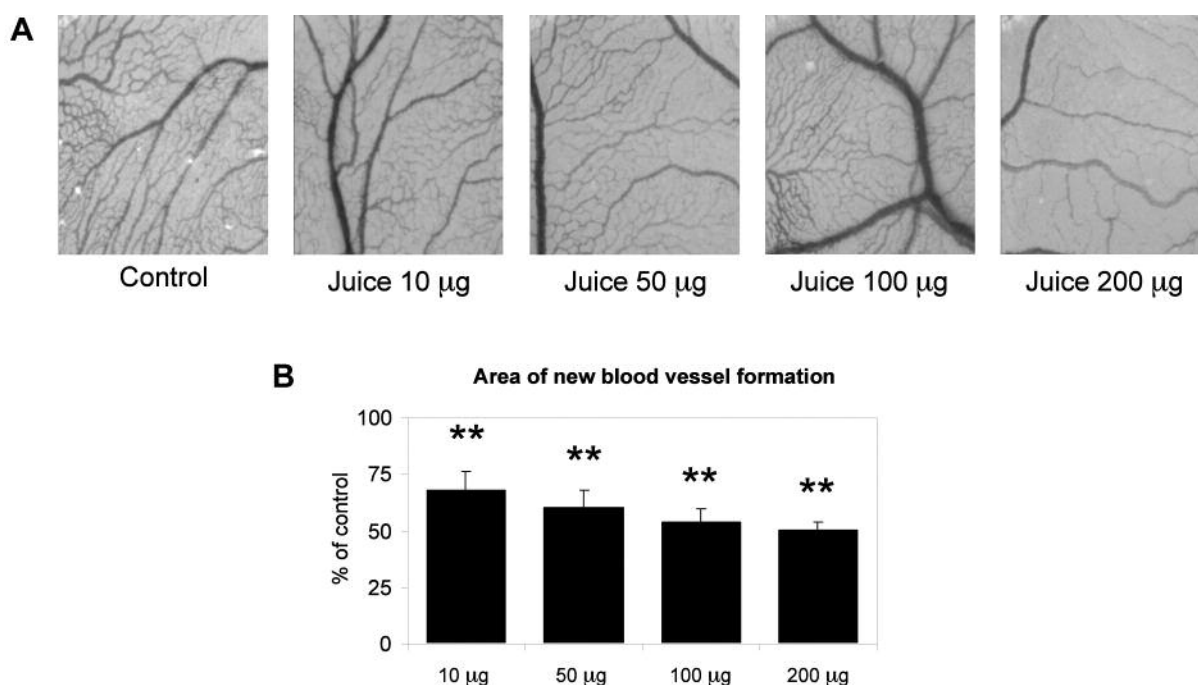 A
Control Juice 10 μg Juice 50 μg Juice 100 μg Juice 200 μg
B
Area of new blood vessel formation
% of control
100
75
50
25
0
** ** ** **
10 μg 50 μg 100 μg 200 μg